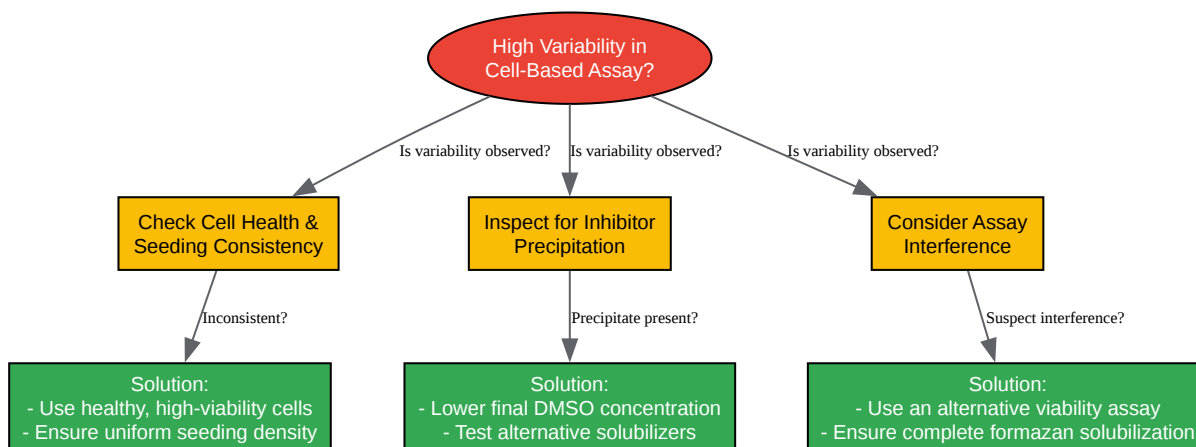 High Variability in
Cell-Based Assay?
Is variability observed?
Is variability observed?
Is variability observed?
Check Cell Health &
Seeding Consistency
Inspect for Inhibitor
Precipitation
Consider Assay
Interference
Inconsistent?
Precipitate present?
Suspect interference?
Solution:
- Use healthy, high-viability cells
- Ensure uniform seeding density
Solution:
- Lower final DMSO concentration
- Test alternative solubilizers
Solution:
- Use an alternative viability assay
- Ensure complete formazan solubilization